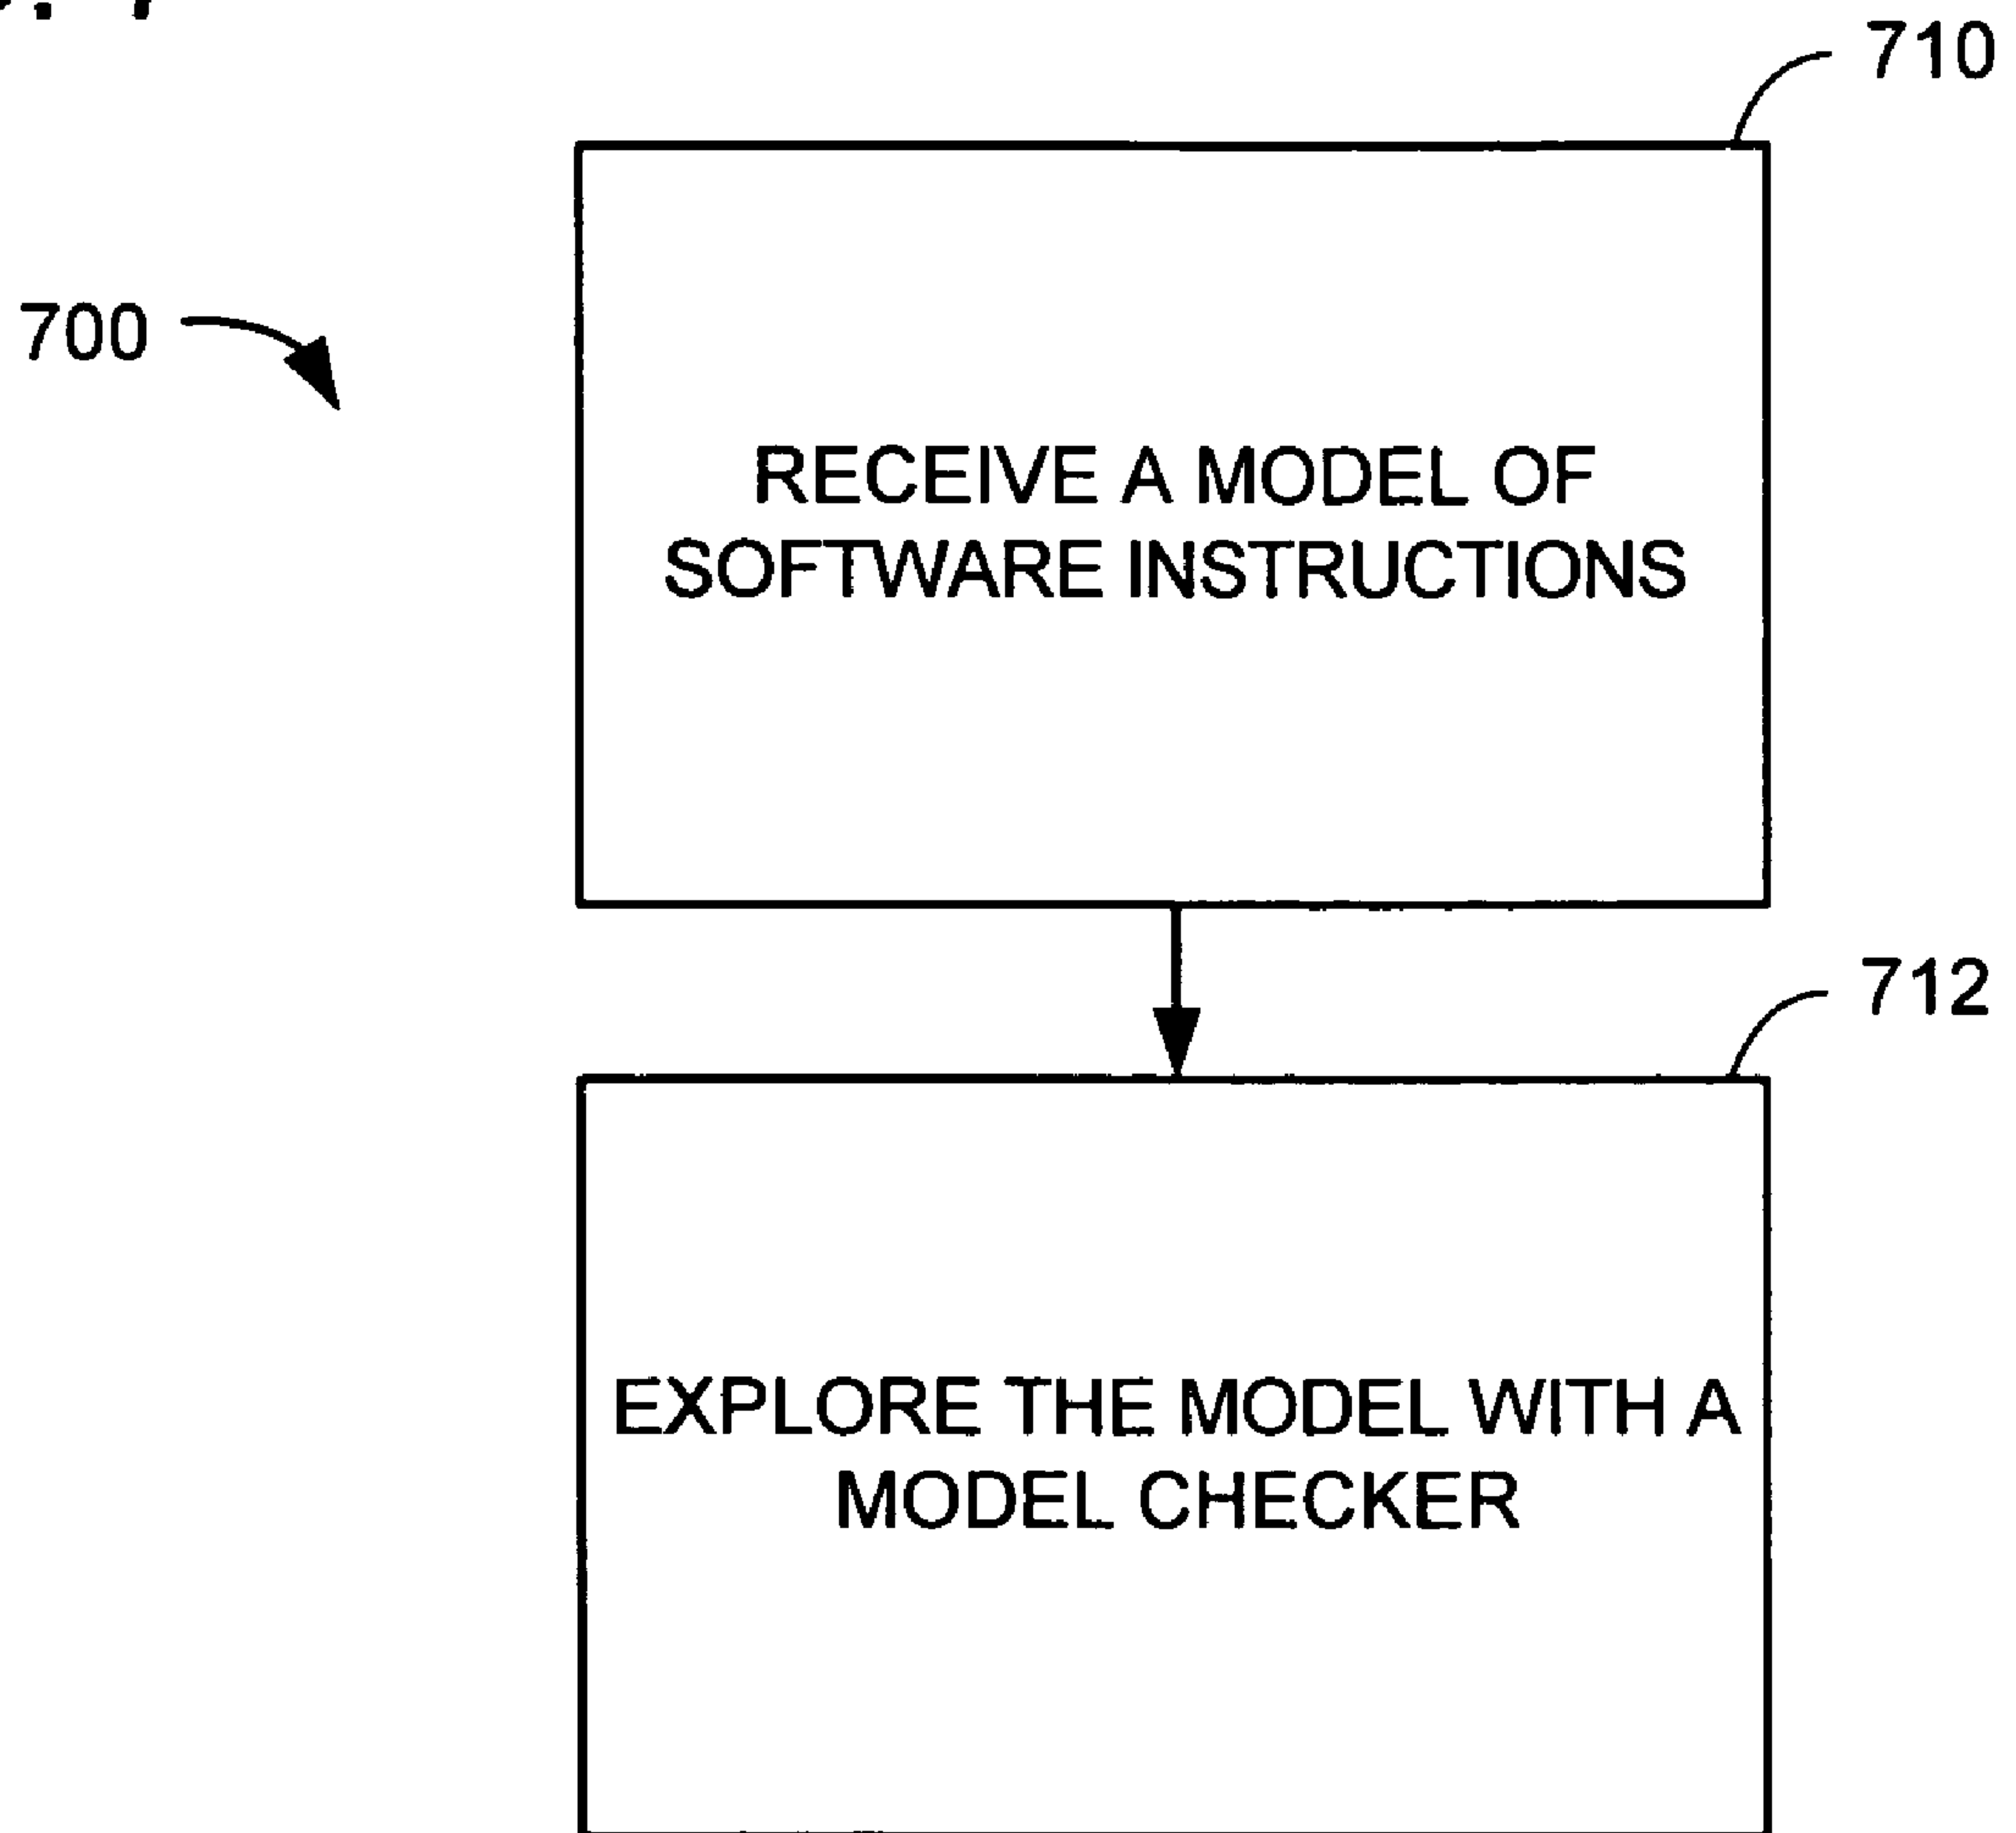 710
700
RECEIVE A MODEL OF
SOFTWARE INSTRUCTIONS
712
EXPLORE THE MODEL WITH A
MODEL CHECKER